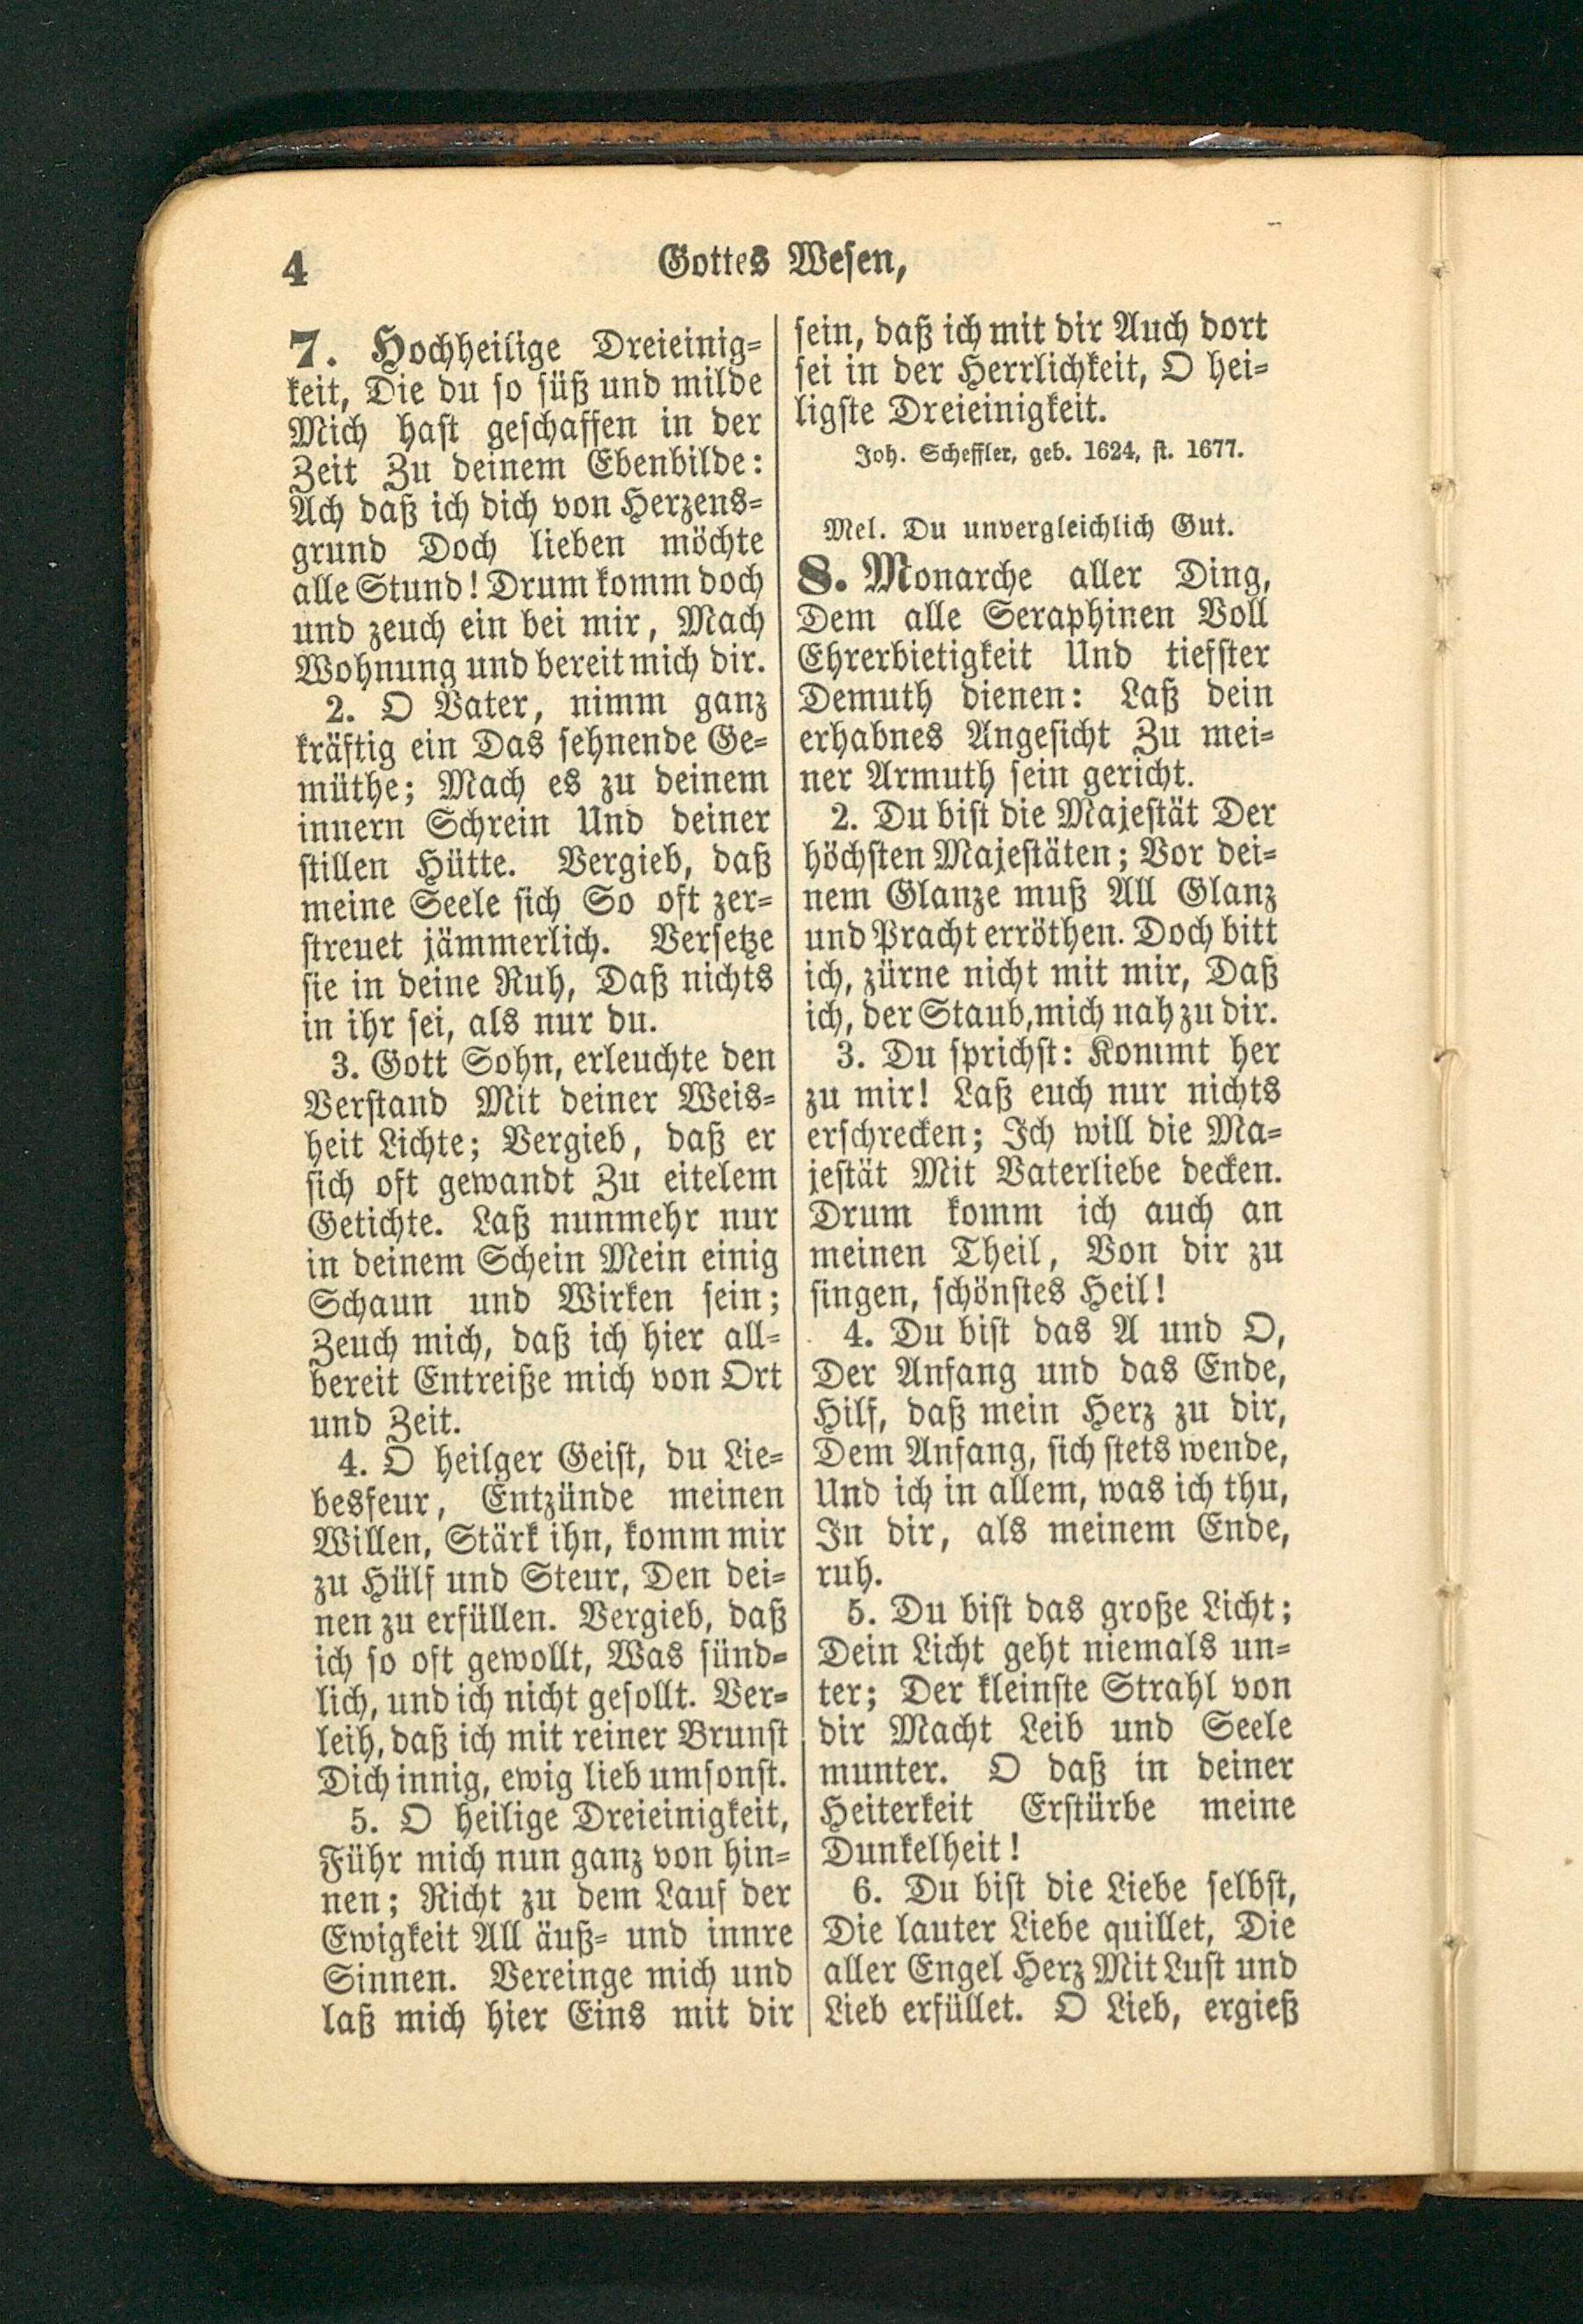 4
Gottes Wesen,
7. Hochheilige Dreieinig-
keit, Die du so süß und milde
Mich hast geschaffen in der
Zeit Zu deinem Ebenbilde:
Ach daß ich dich von Herzens-
grund Doch lieben möchte
alle Stund! Drum komm doch
und zeuch ein bei mir, Mach
Wohnung und bereit mich dir.
2. O Vater, nimm ganz
kräftig ein Das sehnende Ge-
müthe; Mach es zu deinem
innern Schrein Und deiner
stillen Hütte. Vergieb, daß
meine Seele sich So oft zer-
streuet jämmerlich. Versetze
sie in deine Ruh, Daß nichts
in ihr sei, als nur du.
3. Gott Sohn, erleuchte den
Verstand Mit deiner Weis-
heit Lichte; Vergieb, daß er
sich oft gewandt Zu eitelem
Getichte. Laß nunmehr nur
in deinem Schein Mein einig
Schaun und Wirken sein;
Zeuch mich, daß ich hier all-
bereit Entreiße mich von Ort
und Zeit.
4. O heilger Geist, du Lie-
besfeur, Entzünde meinen
Willen, Stärk ihn, komm mir
zu Hülf und Steur, Den dei-
nen zu erfüllen. Vergieb, daß
ich so oft gewollt, Was sünd-
lich, und ich nicht gesollt. Ver-
leih, daß ich mit reiner Brunst
Dich innig, ewig lieb umsonst.
5. O heilige Dreieinigkeit,
Führ mich nun ganz von hin-
nen; Richt zu dem Lauf der
Ewigkeit All äuß- und innre
Sinnen. Vereinge mich und
laß mich hier Eins mit dir
sein, daß ich mit dir Auch dort
sei in der Herrlichkeit, O hei-
ligste Dreieinigkeit.
Joh. Scheffler, geb. 1624, st. 1677.
Mel. Du unvergleichlich Gut.
8. Monarche aller Ding,
Dem alle Seraphinen Voll
Ehrerbietigkeit Und tiefster
Demuth dienen: Laß dein
erhabnes Angesicht Zu mei-
ner Armuth sein gericht.
2. Du bist die Majestät Der
höchsten Majestäten; Vor dei-
nem Glanze muß All Glanz
und Pracht erröthen. Doch bitt
ich, zürne nicht mit mir, Daß
ich, der Staub, mich nah zu dir.
3. Du sprichst: Kommt her
zu mir! Laß euch nur nichts
erschrecken; Ich will die Ma-
jestät Mit Vaterliebe decken.
Drum komm ich auch an
meinen Theil, Von dir zu
singen, schönstes Heil!
4. Du bist das A und O,
Der Anfang und das Ende,
Hilf, daß mein Herz zu dir,
Dem Anfang, sich stets wende,
Und ich in allem, was ich thu,
In dir, als meinem Ende,
ruh.
5. Du bist das große Licht;
Dein Licht geht niemals un-
ter; Der kleinste Strahl von
dir Macht Leib und Seele
munter. O daß in deiner
Heiterkeit Erstürbe meine
Dunkelheit!
6. Du bist die Liebe selbst,
Die lauter Liebe quillet, Die
aller Engel Herz Mit Lust und
Lieb erfüllet. O Lieb, ergieß